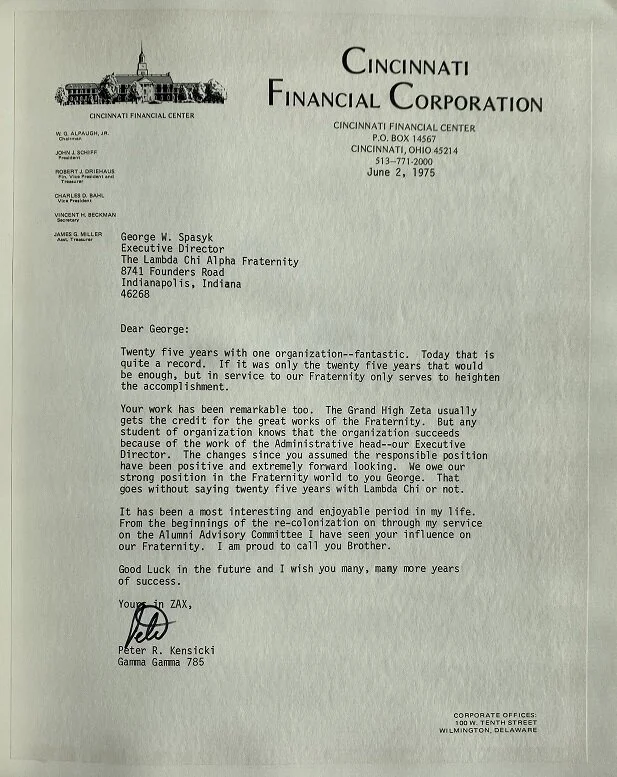 CINCINNATI
FINANCIAL CORPORATION
CINCINNATI FINANCIAL CENTER
CINCINNATI FINANCIAL CENTER
P.O. BOX 14567
CINCINNATI, OHIO 45214
513—771-2000
June 2, 1975
W. G. ALPAUGH, JR.
Chairman
JOHN J. SCHIFF
President
ROBERT J. DRIEHAUS
Fin. Vice President and
Treasurer
CHARLES D. BAHL
Vice President
VINCENT H. BECKMAN
Secretary
JAMES G. MILLER
Asst. Treasurer
George W. Spasyk
Executive Director
The Lambda Chi Alpha Fraternity
8741 Founders Road
Indianapolis, Indiana
46268
Dear George:
Twenty five years with one organization--fantastic.  Today that is
quite a record.  If it was only the twenty five years that would
be enough, but in service to our Fraternity only serves to heighten
the accomplishment.
Your work has been remarkable too.  The Grand High Zeta usually
gets the credit for the great works of the Fraternity.  But any
student of organization knows that the organization succeeds
because of the work of the Administrative head--our Executive
Director.  The changes since you assumed the responsible position
have been positive and extremely forward looking.  We owe our
strong position in the Fraternity world to you George.  That
goes without saying twenty five years with Lambda Chi or not.
It has been a most interesting and enjoyable period in my life.
From the beginnings of the re-colonization on through my service
on the Alumni Advisory Committee I have seen your influence on
our Fraternity.  I am proud to call you Brother.
Good Luck in the future and I wish you many, many more years
of success.
Yours in ZAX,
Pete
Peter R. Kensicki
Gamma Gamma 785
CORPORATE OFFICES:
100 W. TENTH STREET
WILMINGTON, DELAWARE